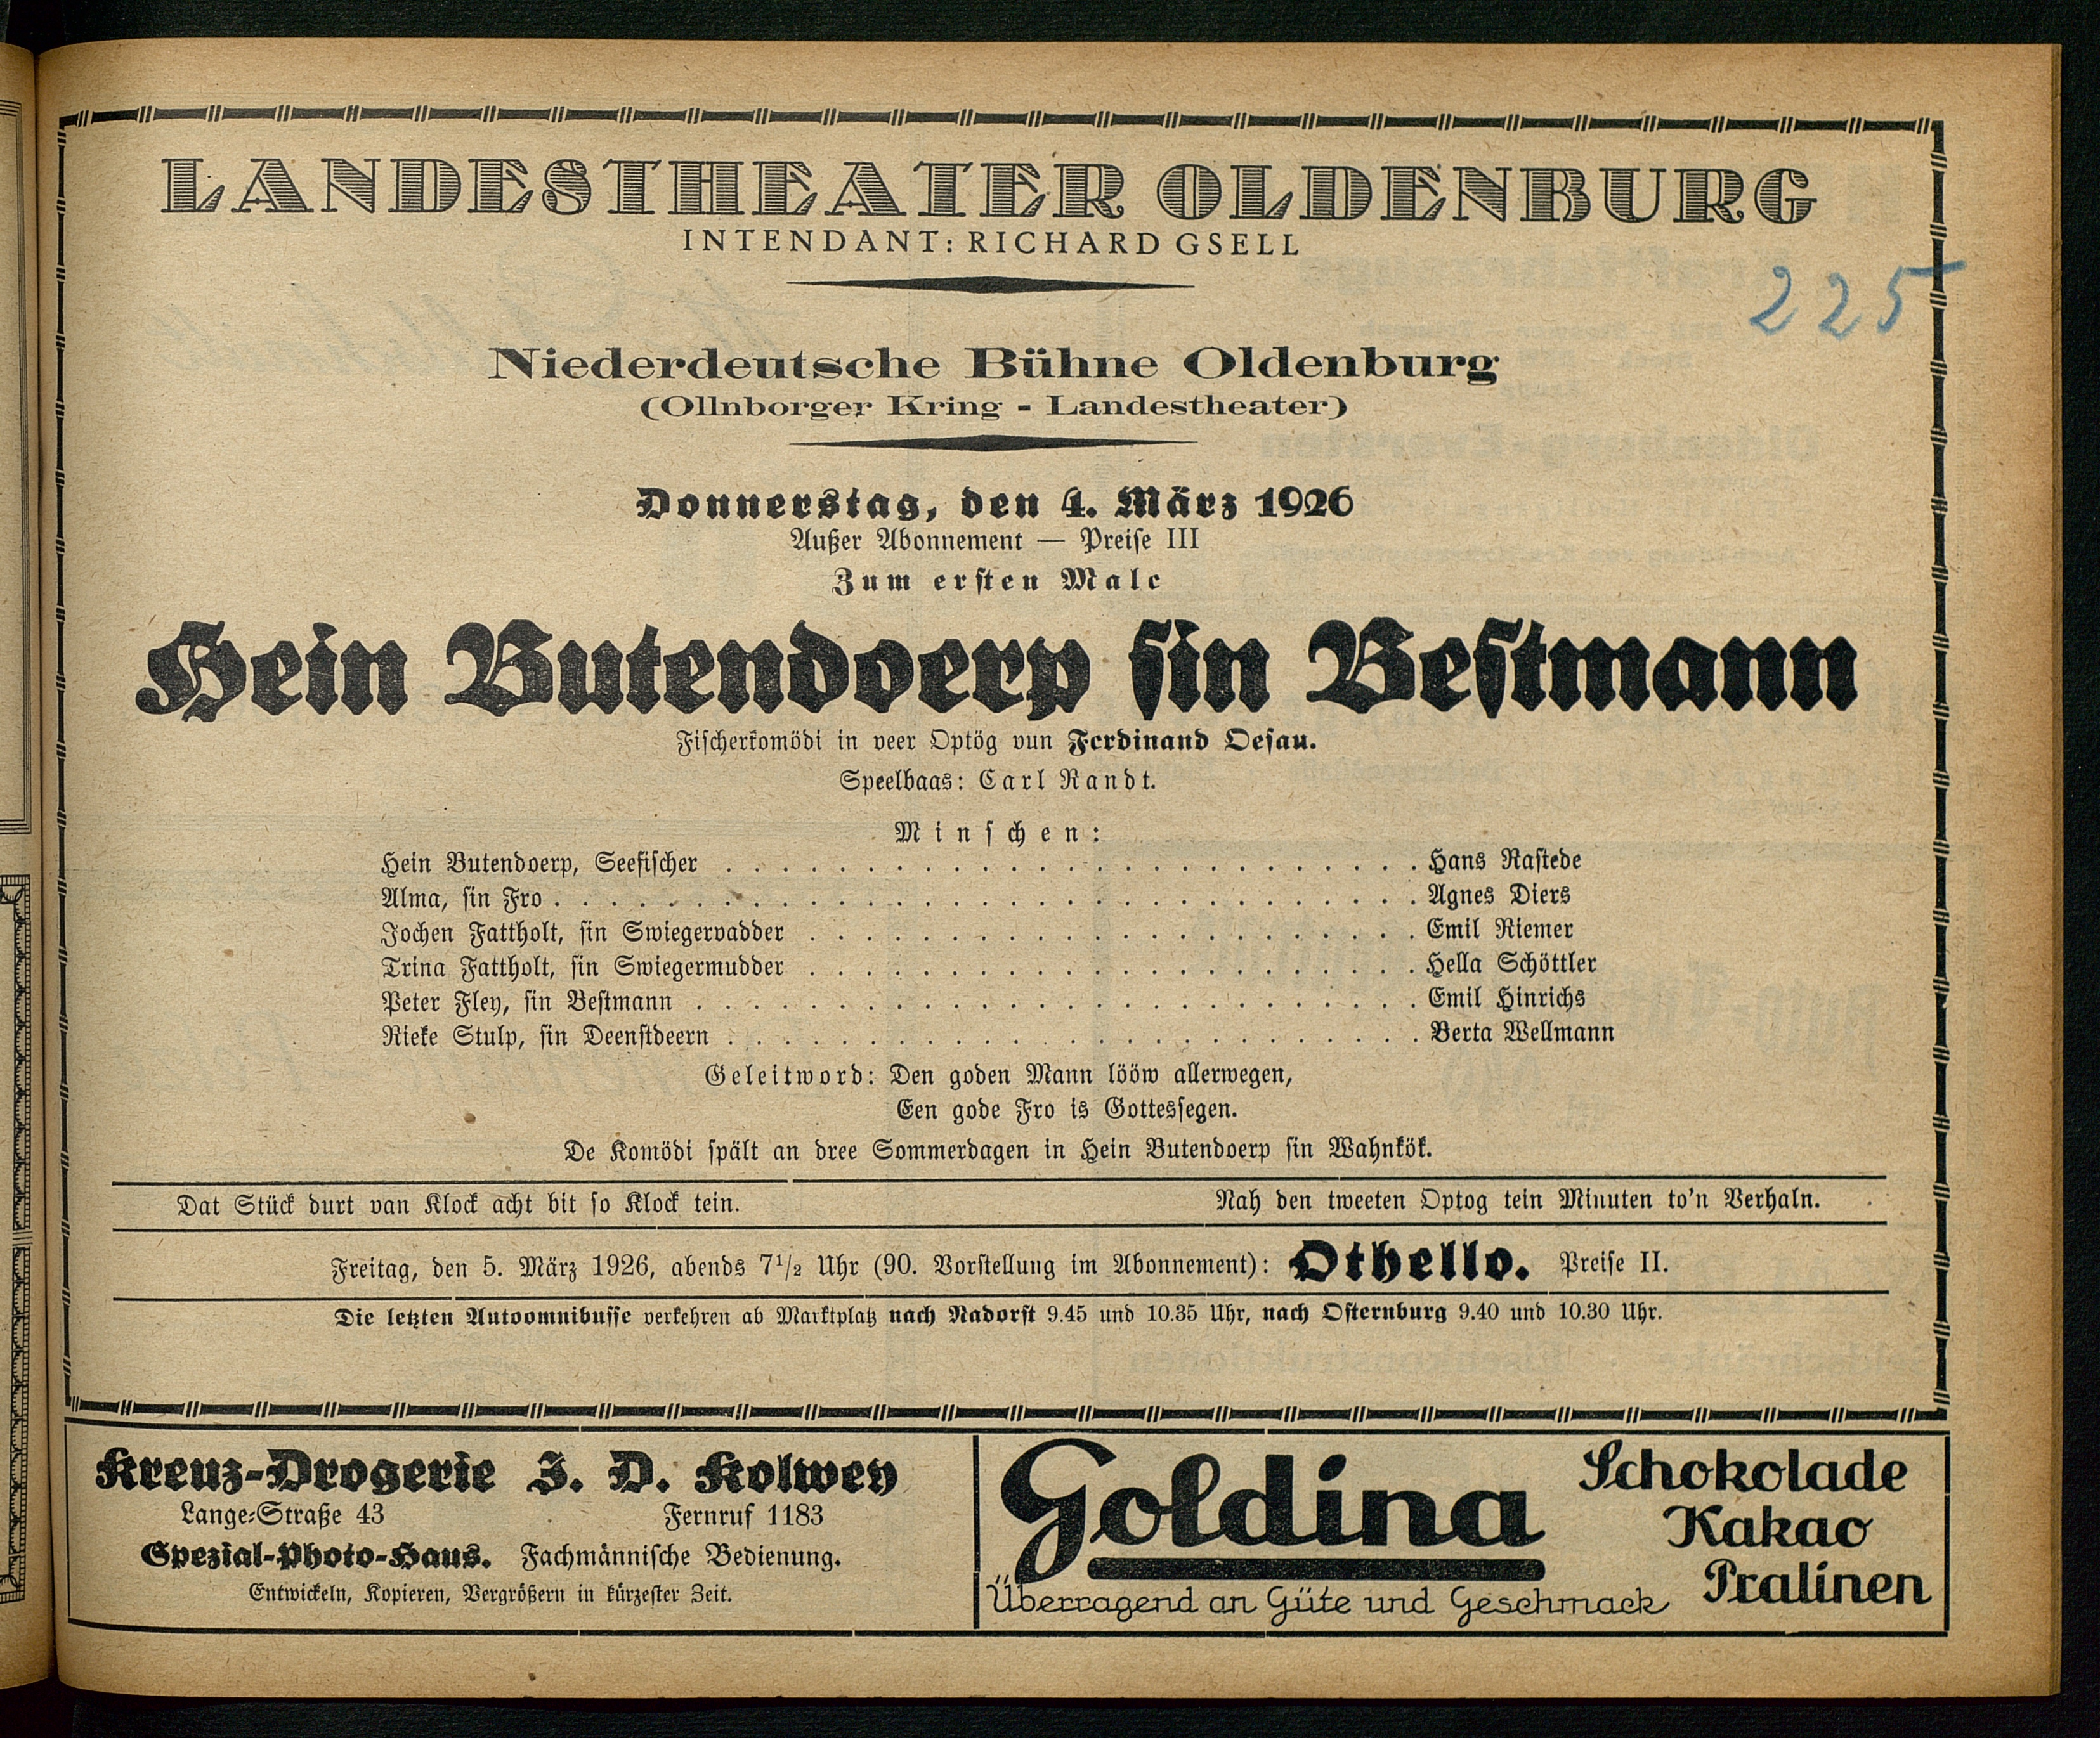 LANDESTHEATER OLDENBURG
INTENDANT: RICHARD GSELL
225
Niederdeutsche Bühne Oldenburg
(Ollnborger Kring - Landestheater)
Donnerstag, den 4. März 1926
Außer Abonnement — Preise III
Zum ersten Male
Hein Butendoerp sin Bestmann
Fischerkomödi in veer Optög vun Ferdinand Oesau.
Speelbaas: Carl Randt.
Minschen:
Hein Butendoerp, Seefischer . . . . . . . . . . . . . . . . . . . . . . . . . Hans Rastede
Alma, sin Fro . . . . . . . . . . . . . . . . . . . . . . . . . . . . . . . Agnes Diers
Jochen Fattholt, sin Swiegervadder . . . . . . . . . . . . . . . . . . . . . . Emil Riemer
Trina Fattholt, sin Swiegermudder . . . . . . . . . . . . . . . . . . . . . . Hella Schöttler
Peter Fley, sin Bestmann . . . . . . . . . . . . . . . . . . . . . . . . . . Emil Hinrichs
Rieke Stulp, sin Deenstdeern . . . . . . . . . . . . . . . . . . . . . . . . . Berta Wellmann
Geleitword: Den goden Mann lööw allerwegen,
Een gode Fro is Gottessegen.
De Komödi spält an dree Sommerdagen in Hein Butendoerp sin Wahnkök.
Dat Stück durt van Klock acht bit so Klock tein. Nah den tweeten Optog tein Minuten to'n Verhaln.
Freitag, den 5. März 1926, abends 7½ Uhr (90. Vorstellung im Abonnement): Othello. Preise II.
Die letzten Autoomnibusse verkehren ab Marktplatz nach Nadorst 9.45 und 10.35 Uhr, nach Osternburg 9.40 und 10.30 Uhr.
Kreuz-Drogerie J. D. Kolwey
Lange-Straße 43 Fernruf 1183
Spezial-Photo-Haus. Fachmännische Bedienung.
Entwickeln, Kopieren, Vergrößern in kürzester Zeit.
Goldina
Schokolade
Kakao
Pralinen
Überragend an Güte und Geschmack